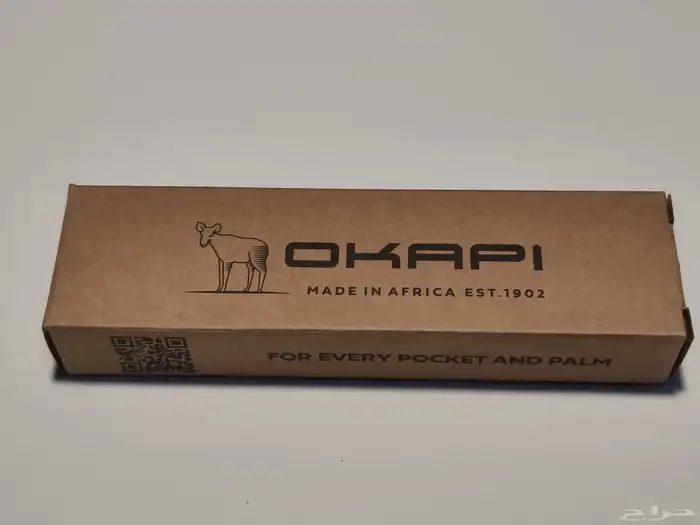 OKAPI
MADE IN AFRICA EST.1902
FOR EVERY POCKET AND PALM
حراج